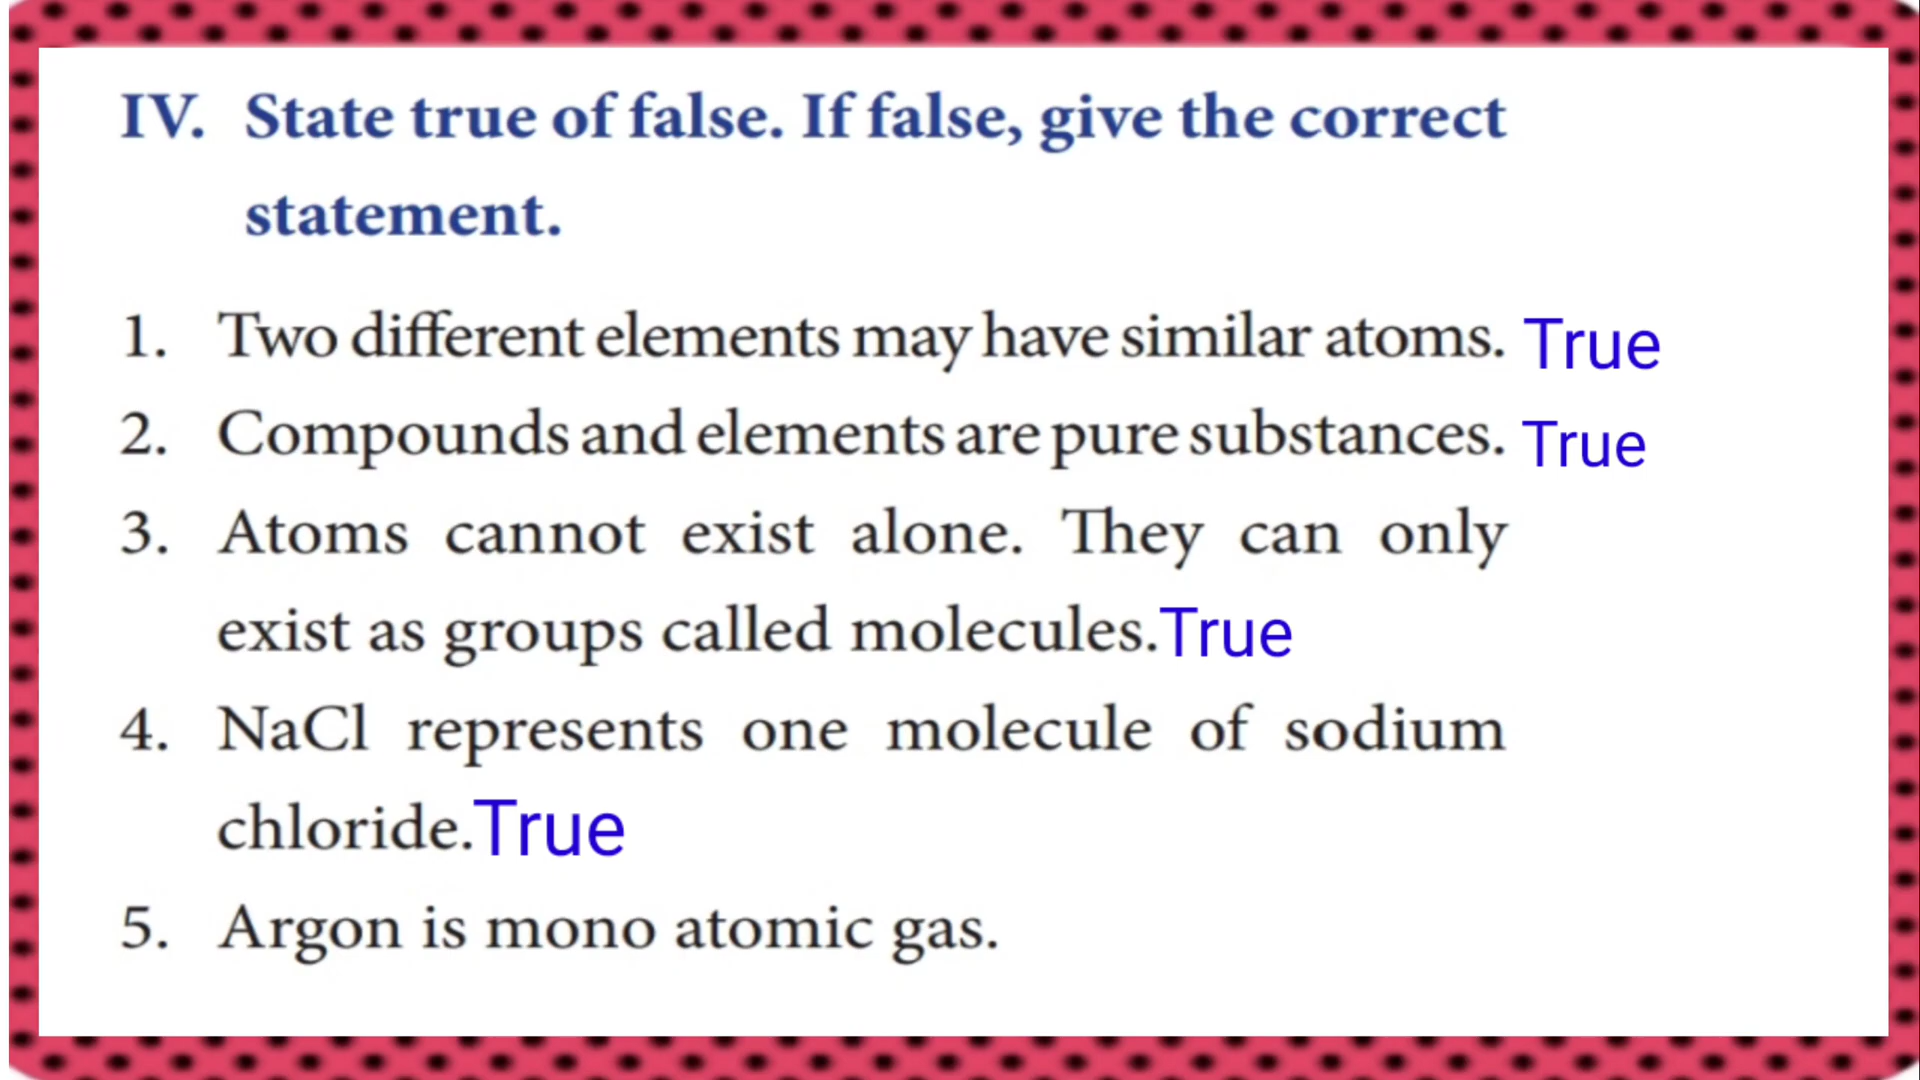 IV. State true of false. If false, give the correct
statement.
1. Two different elements may have similar atoms. True
2. Compounds and elements are pure substances. True
3. Atoms cannot exist alone. They can only
exist as groups called molecules.True
4. NaCl represents one molecule of sodium
chloride.True
5. Argon is mono atomic gas.